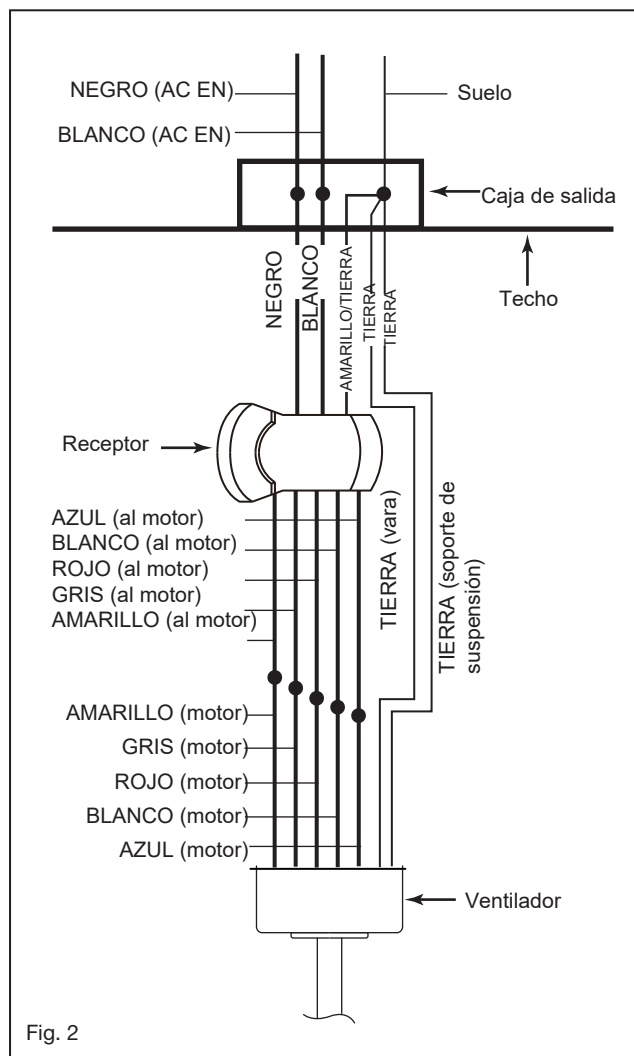 NEGRO (AC EN)
Suelo
BLANCO (AC EN)
Caja de salida
Techo
NEGRO
BLANCO
AMARILLO/TIERRA
TIERRA
TIERRA
Receptor
AZUL (al motor)
BLANCO (al motor)
ROJO (al motor)
GRIS (al motor)
AMARILLO (al motor)
TIERRA (vara)
TIERRA (soporte de
suspensión)
AMARILLO (motor)
GRIS (motor)
ROJO (motor)
BLANCO (motor)
AZUL (motor)
Ventilador
Fig. 2